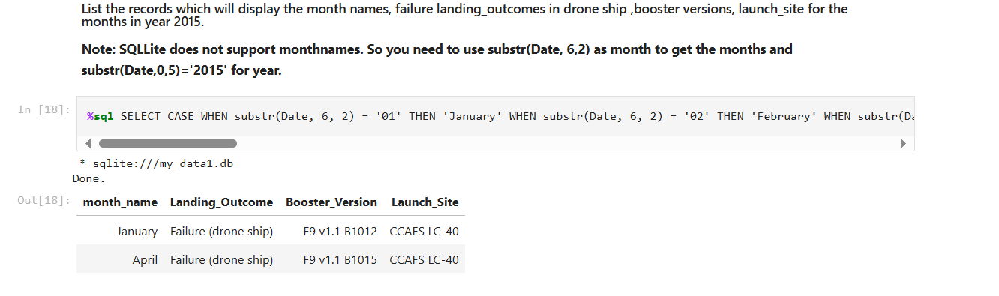 List the records which will display the month names, failure landing_outcomes in drone ship ,booster versions, launch_site for the
months in year 2015.
Note: SQLLite does not support monthnames. So you need to use substr(Date, 6,2) as month to get the months and
substr(Date,0,5)='2015' for year.
In [18]: %sql SELECT CASE WHEN substr(Date, 6, 2) = '01' THEN 'January' WHEN substr(Date, 6, 2) = '02' THEN 'February' WHEN substr(Da
* sqlite:///my_data1.db
Done.
Out[18]: month_name Landing_Outcome Booster_Version Launch_Site
January Failure (drone ship) F9 v1.1 B1012 CCAFS LC-40
April Failure (drone ship) F9 v1.1 B1015 CCAFS LC-40